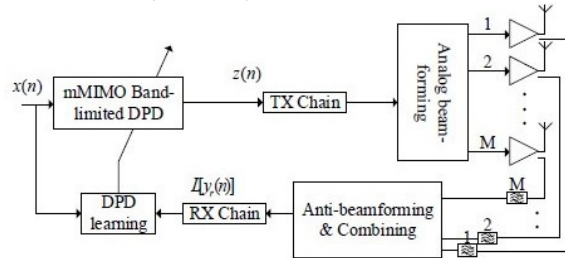 x(n)
mMIMO Band-
limited DPD
z(n)
TX Chain
Analog beam-
forming
1
2
M
DPD
learning
RX Chain
Anti-beamforming
& Combining
M
2
1